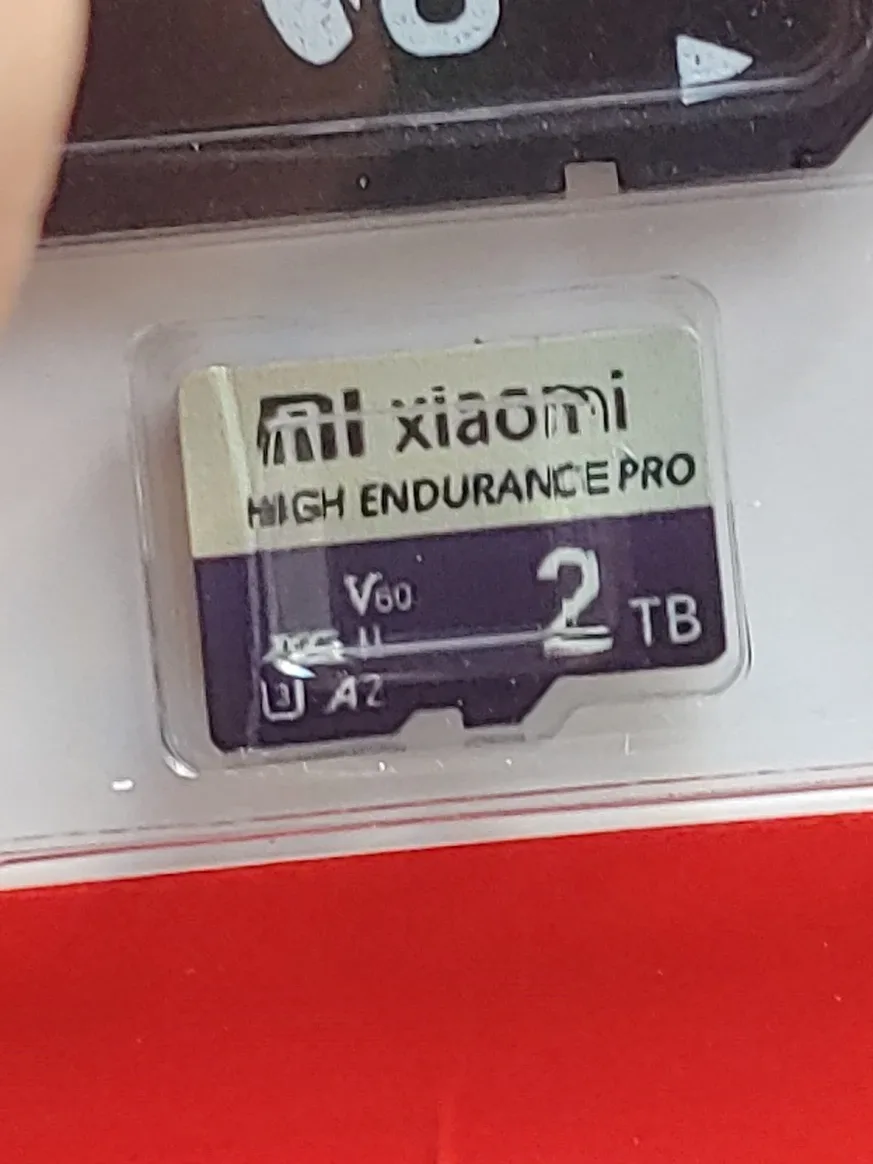 mi xiaomi
HIGH ENDURANCE PRO
V60
2 TB
3 A2